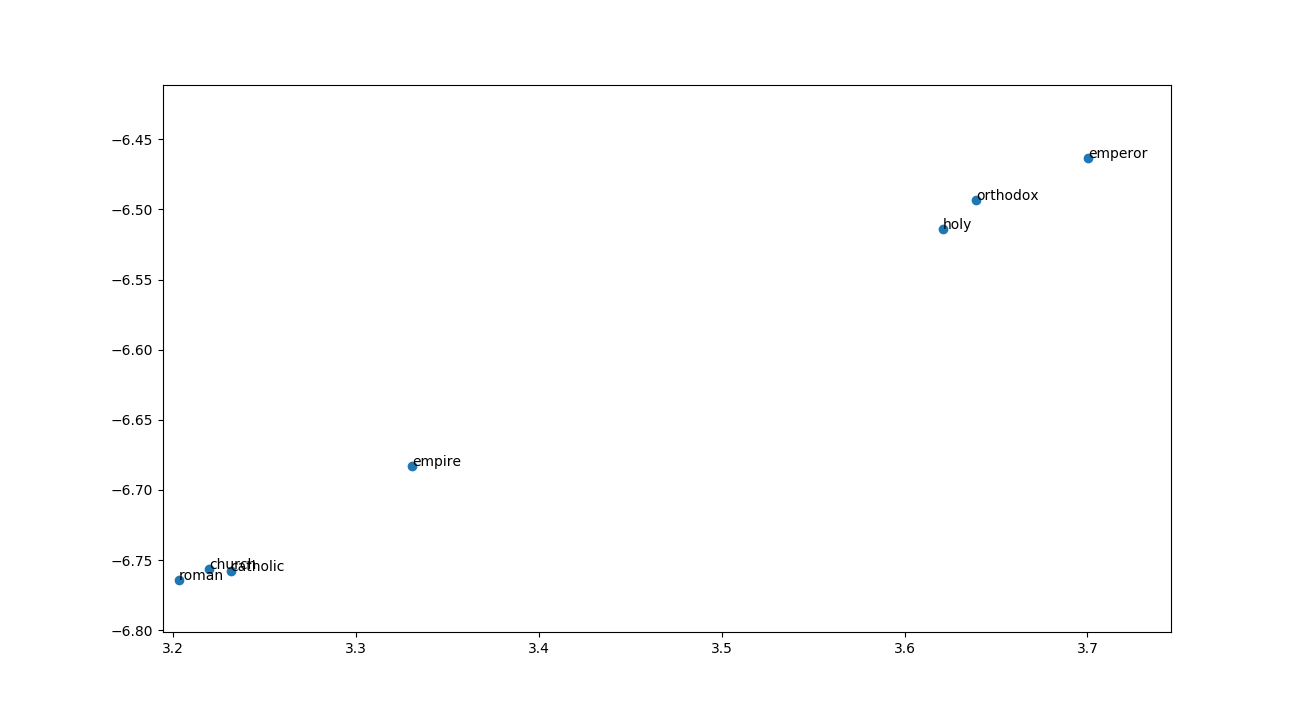 −6.45
emperor
orthodox
−6.50
holy
−6.55
−6.60
−6.65
empire
−6.70
−6.75
church
catholic
roman
−6.80
3.2 3.3 3.4 3.5 3.6 3.7